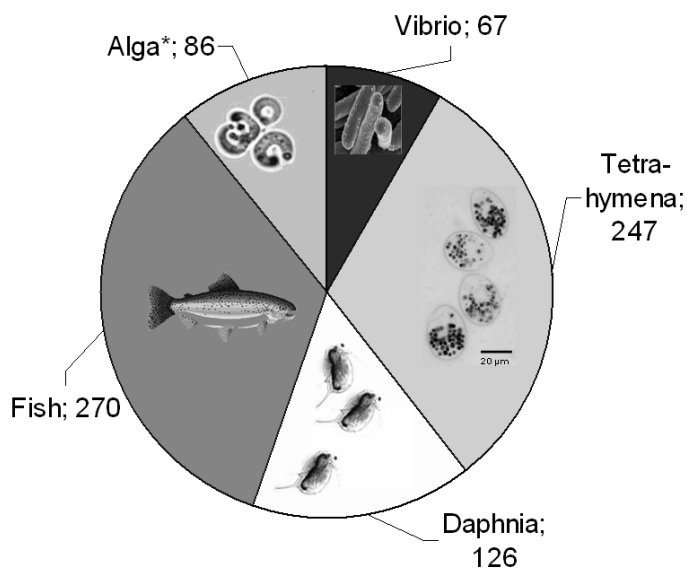 Alga*; 86
Vibrio; 67
Tetra-
hymena;
247
20 µm
Fish; 270
Daphnia;
126